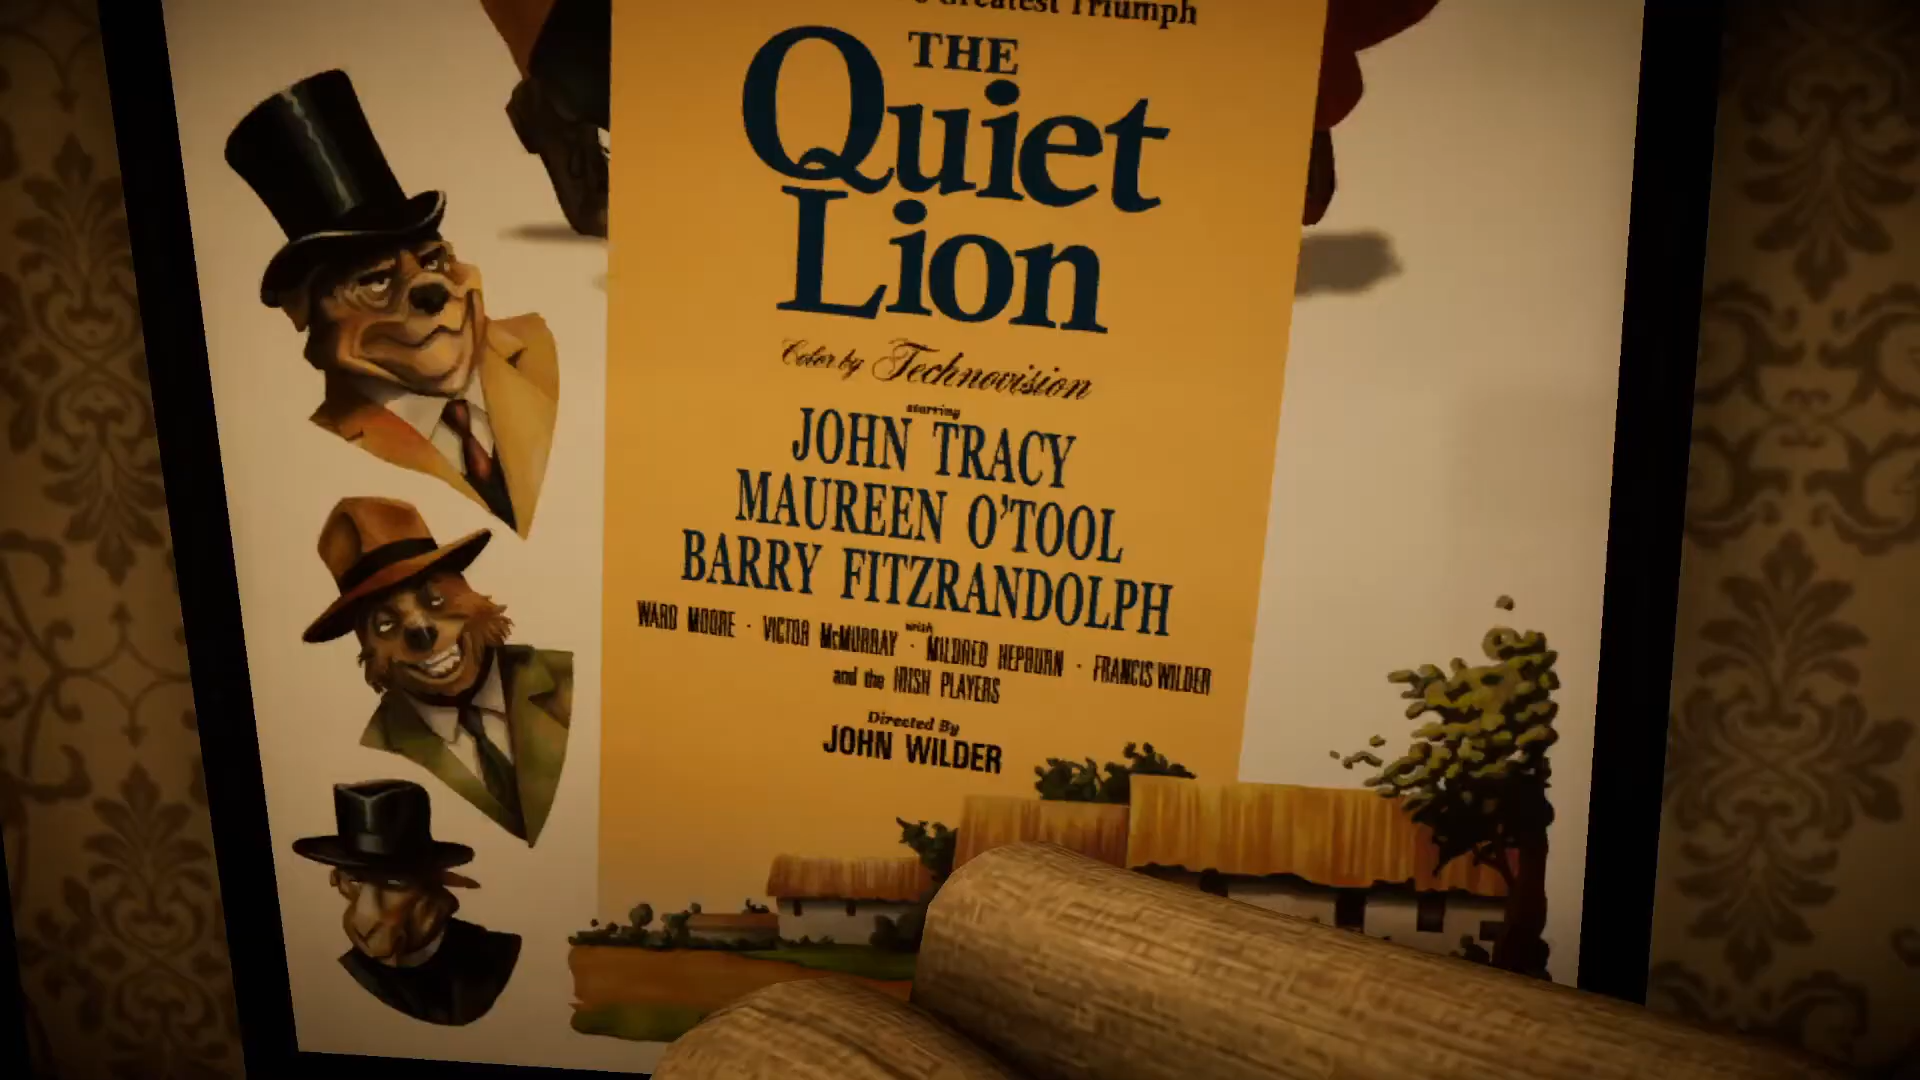 Greatest Triumph
THE
Quiet
Lion
Color by Technovision
starring
JOHN TRACY
MAUREEN O'TOOL
BARRY FITZRANDOLPH
with
WARD MOORE · VICTOR McMURRAY · MILDRED HEPBURN · FRANCIS WILDER
and the IRISH PLAYERS
Directed By
JOHN WILDER